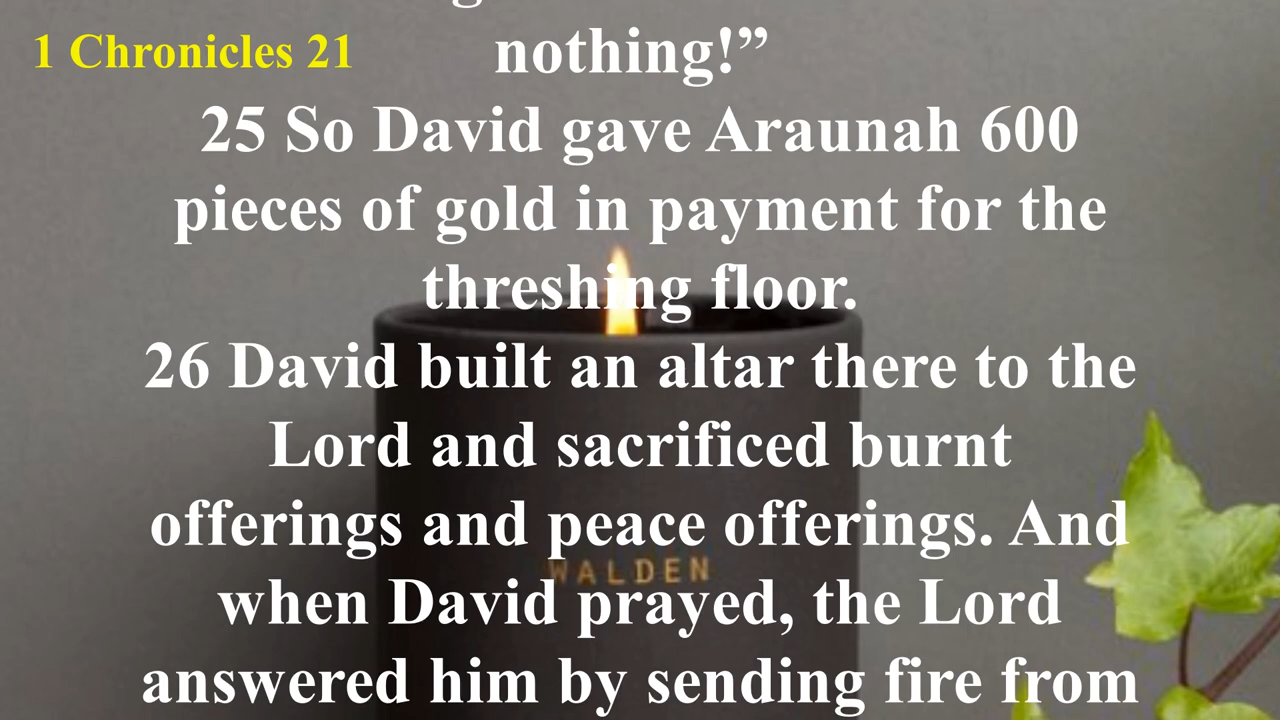 1 Chronicles 21
nothing!”
25 So David gave Araunah 600
pieces of gold in payment for the
threshing floor.
26 David built an altar there to the
Lord and sacrificed burnt
offerings and peace offerings. And
WALDEN
when David prayed, the Lord
answered him by sending fire from